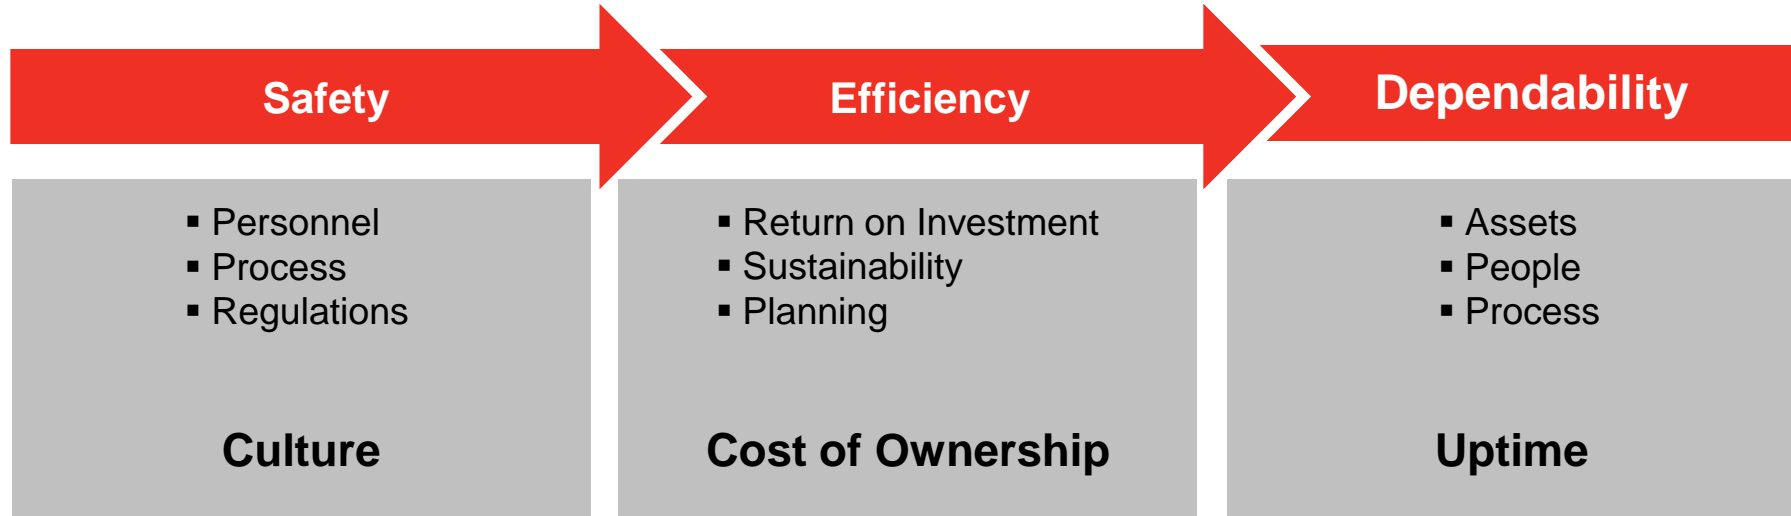 Safety
▪ Personnel
▪ Process
▪ Regulations
Culture
Efficiency
▪ Return on Investment
▪ Sustainability
▪ Planning
Cost of Ownership
Dependability
▪ Assets
▪ People
▪ Process
Uptime